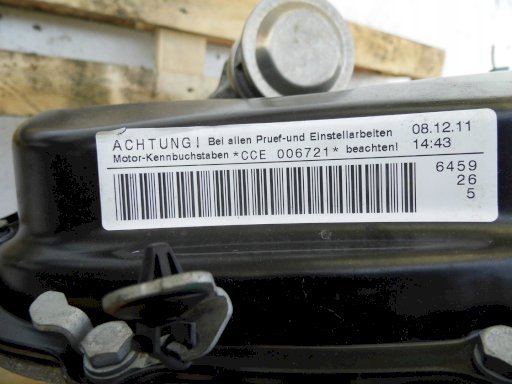 ACHTUNG! Bei allen Pruef-und Einstellarbeiten 08.12.11
Motor-Kennbuchstaben *CCE 006721* beachten! 14:43
6459
26
5